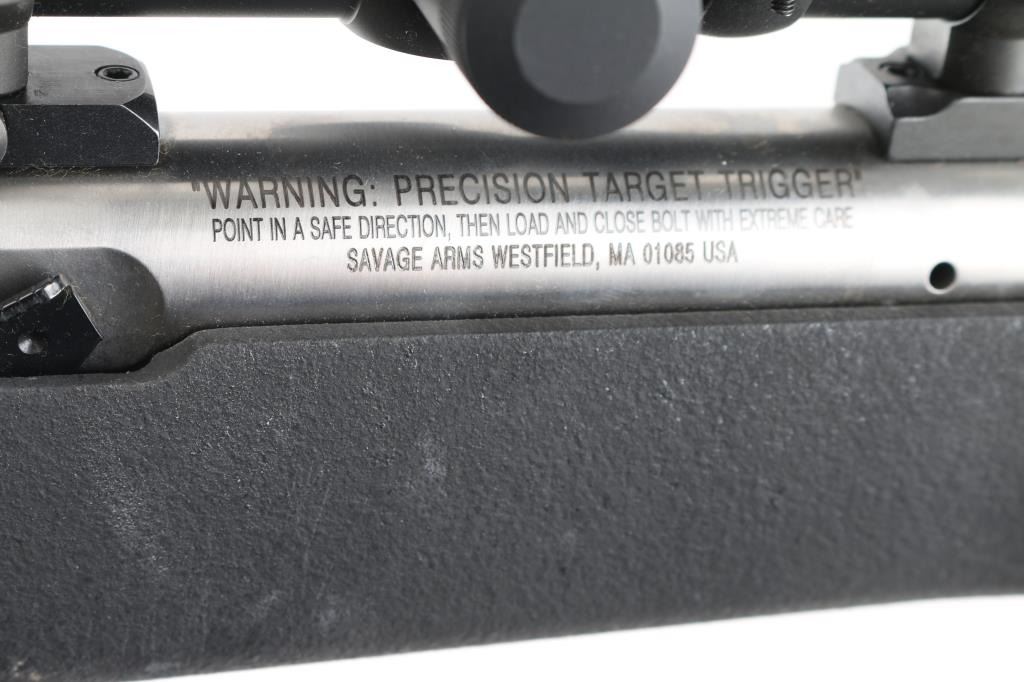 "WARNING: PRECISION TARGET TRIGGER"
POINT IN A SAFE DIRECTION, THEN LOAD AND CLOSE BOLT WITH EXTREME CARE
SAVAGE ARMS WESTFIELD, MA 01085 USA